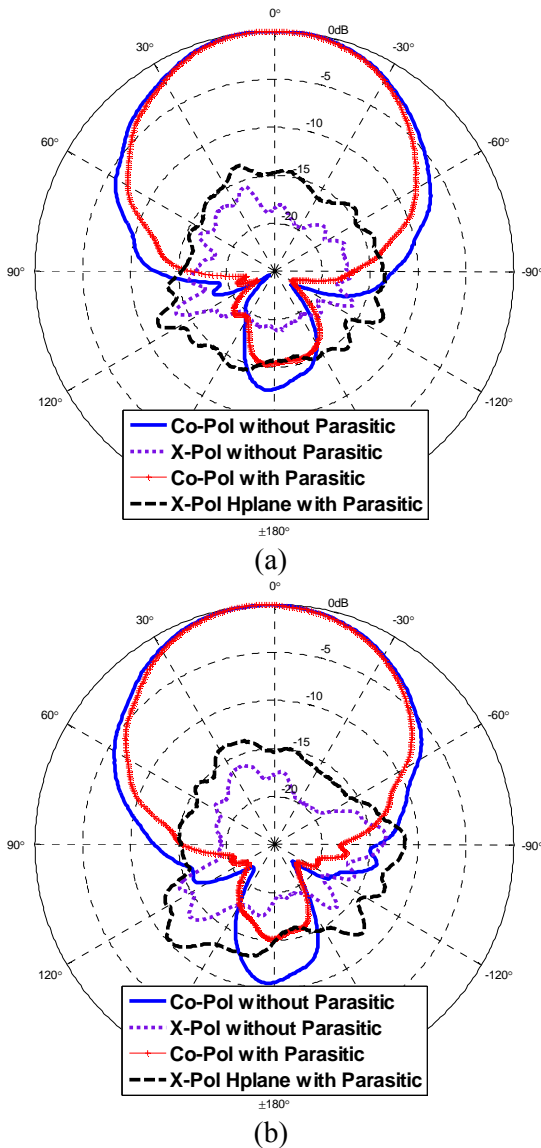 0°
30°
0dB
-30°
-5
60°
-10
-60°
-15
-20
90°
-90°
120°
-120°
Co-Pol without Parasitic
X-Pol without Parasitic
Co-Pol with Parasitic
X-Pol Hplane with Parasitic
±180°
(a)
0°
30°
0dB
-30°
-5
60°
-10
-60°
-15
-20
90°
-90°
120°
-120°
Co-Pol without Parasitic
X-Pol without Parasitic
Co-Pol with Parasitic
X-Pol Hplane with Parasitic
±180°
(b)